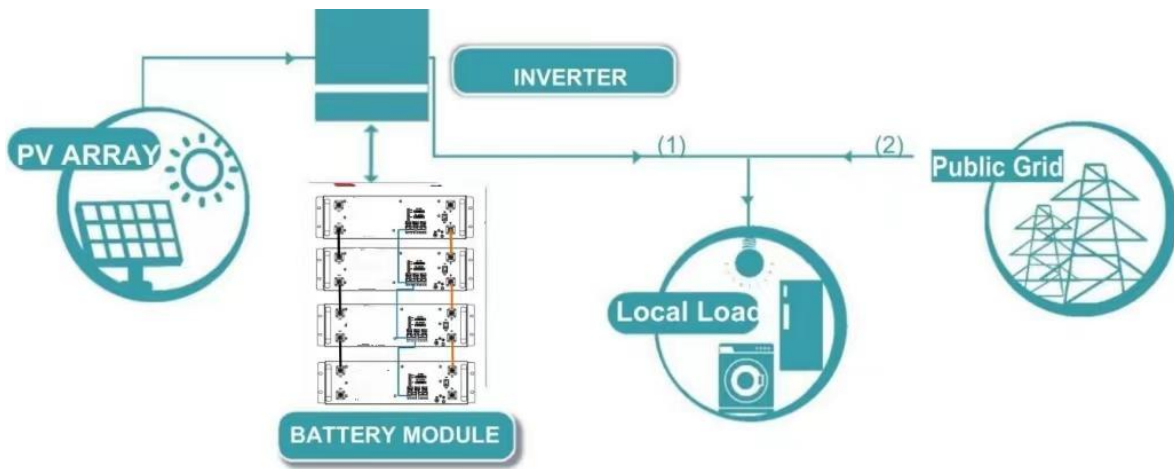 INVERTER
PV ARRAY
(1)
(2)
Public Grid
Local Load
BATTERY MODULE